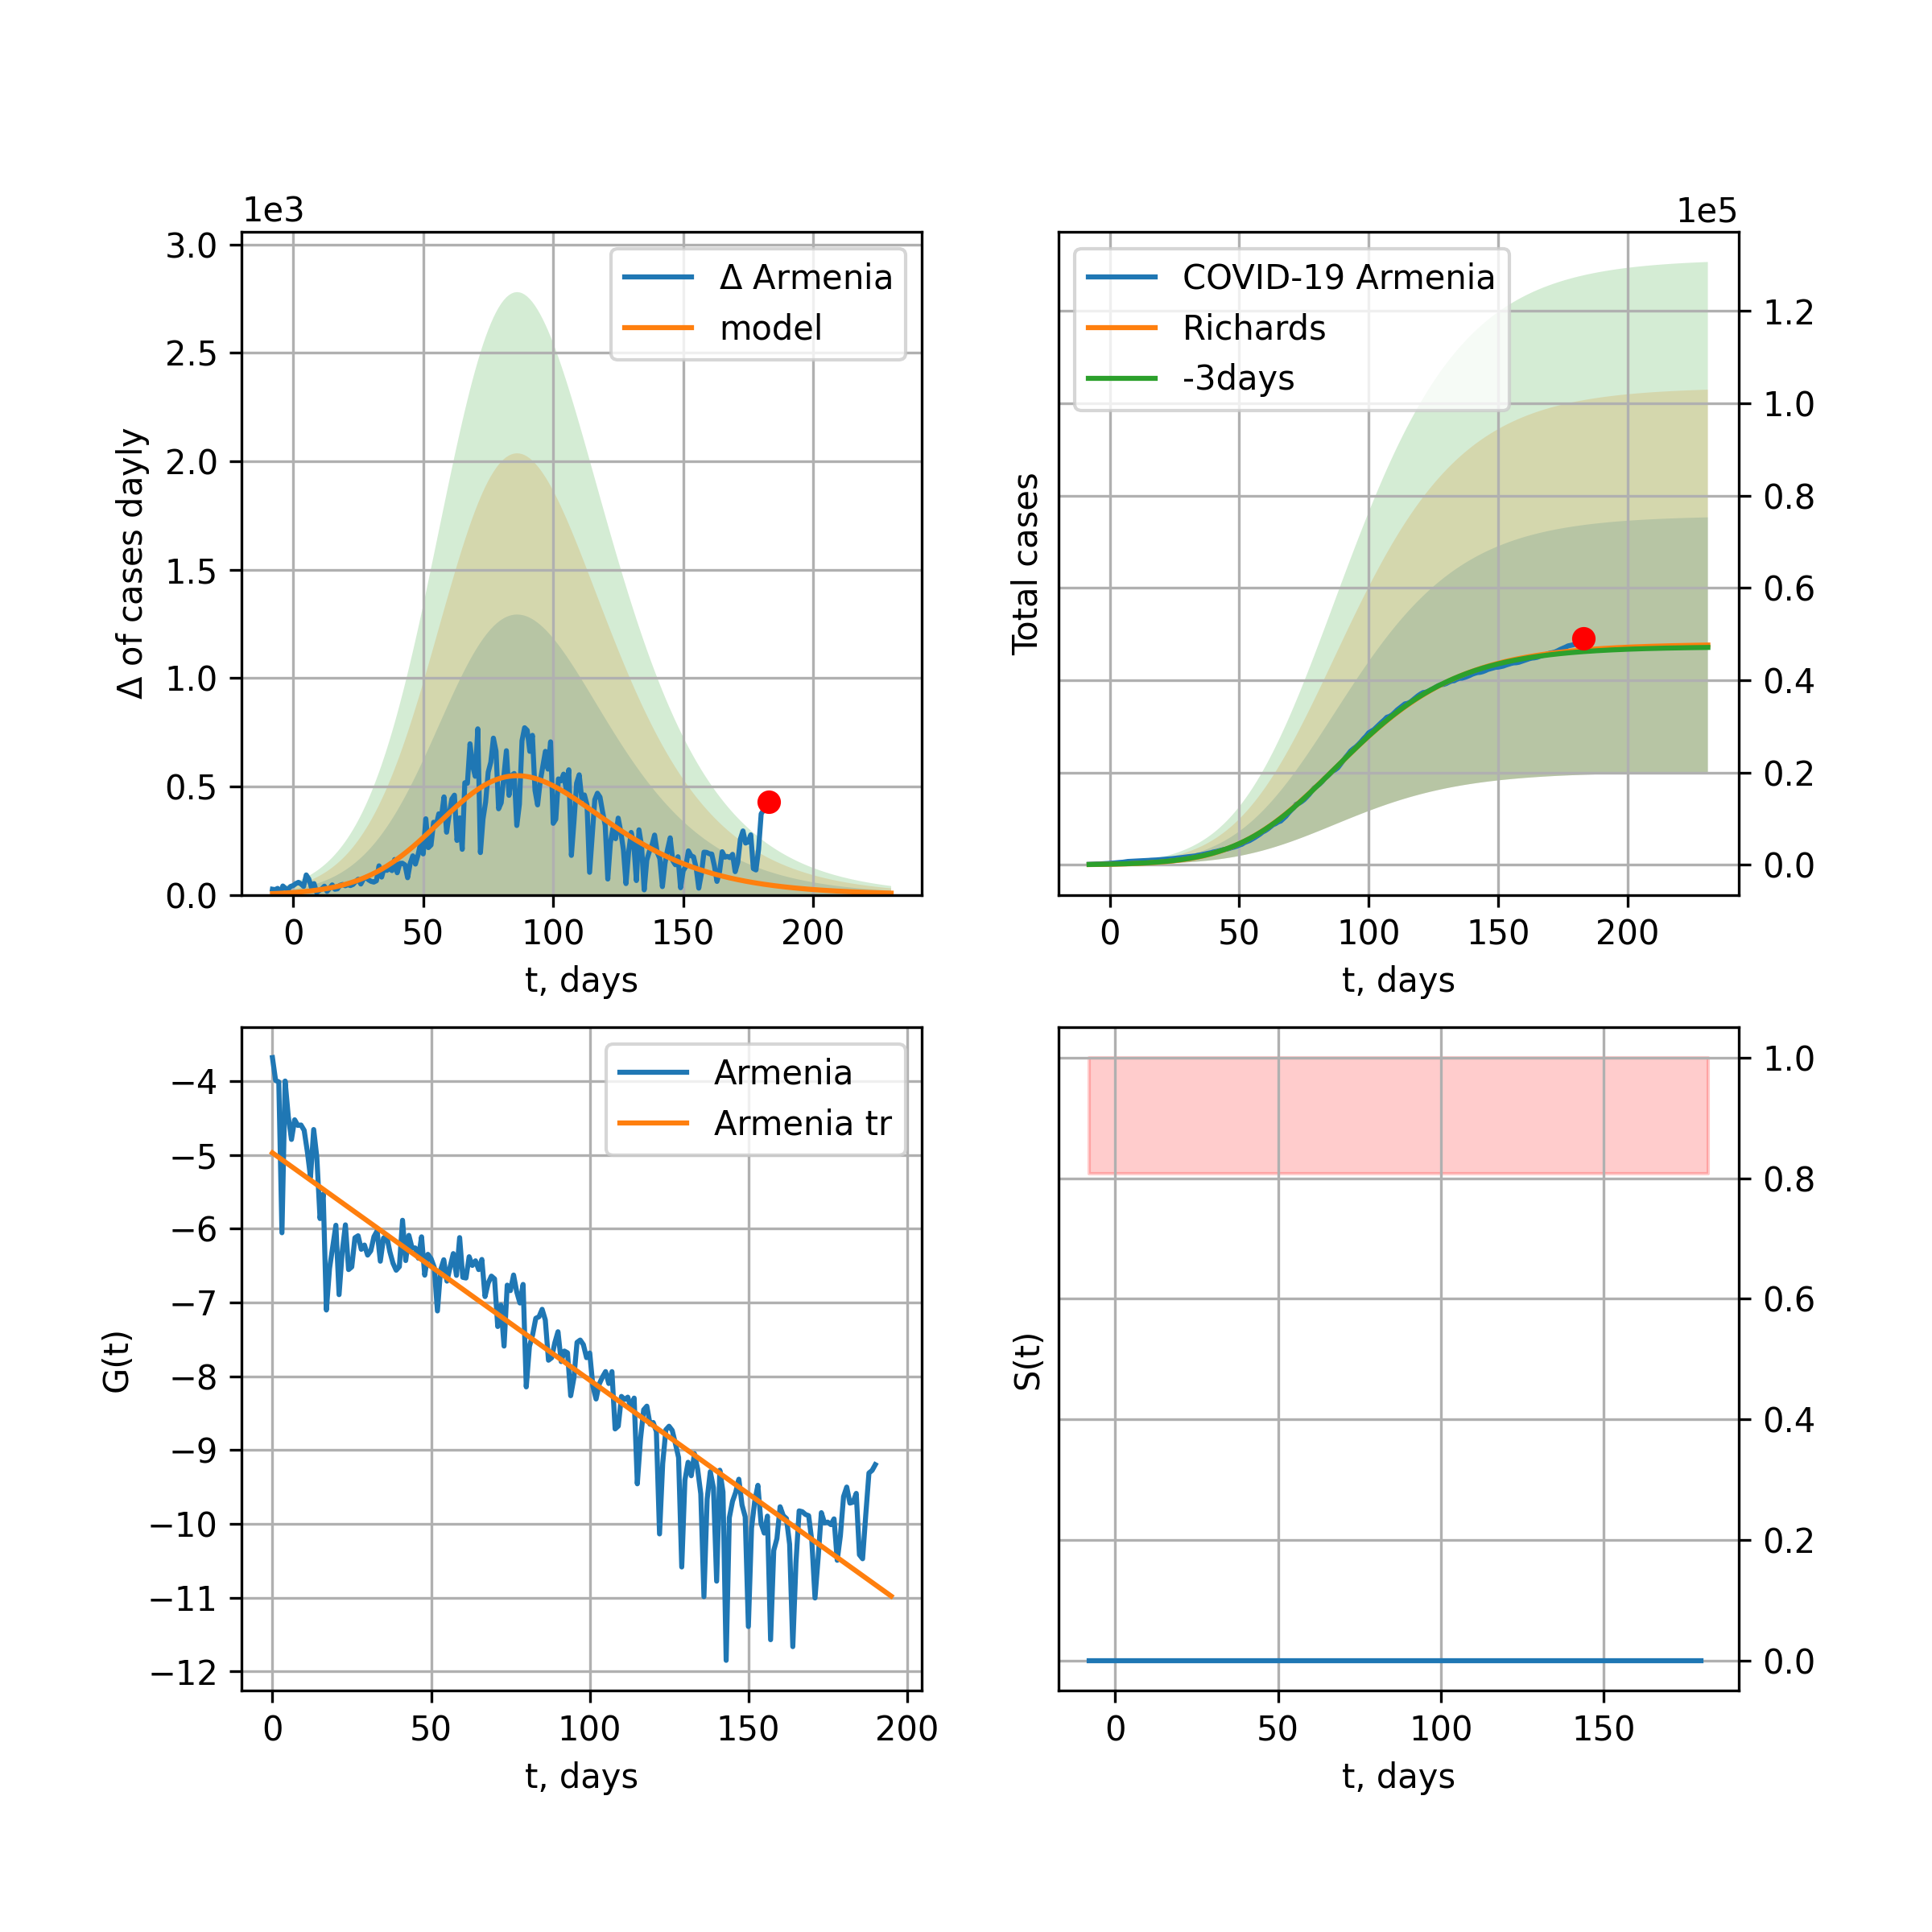 1e3
3.0
2.5
2.0
1.5
1.0
0.5
0.0
Δ of cases dayly
Δ Armenia
model
0 50 100 150 200
t, days
1e5
COVID-19 Armenia
Richards
-3days
Total cases
1.2
1.0
0.8
0.6
0.4
0.2
0.0
0 50 100 150 200
t, days
−4
−5
−6
−7
−8
−9
−10
−11
−12
G(t)
Armenia
Armenia tr
0 50 100 150 200
t, days
S(t)
1.0
0.8
0.6
0.4
0.2
0.0
0 50 100 150
t, days